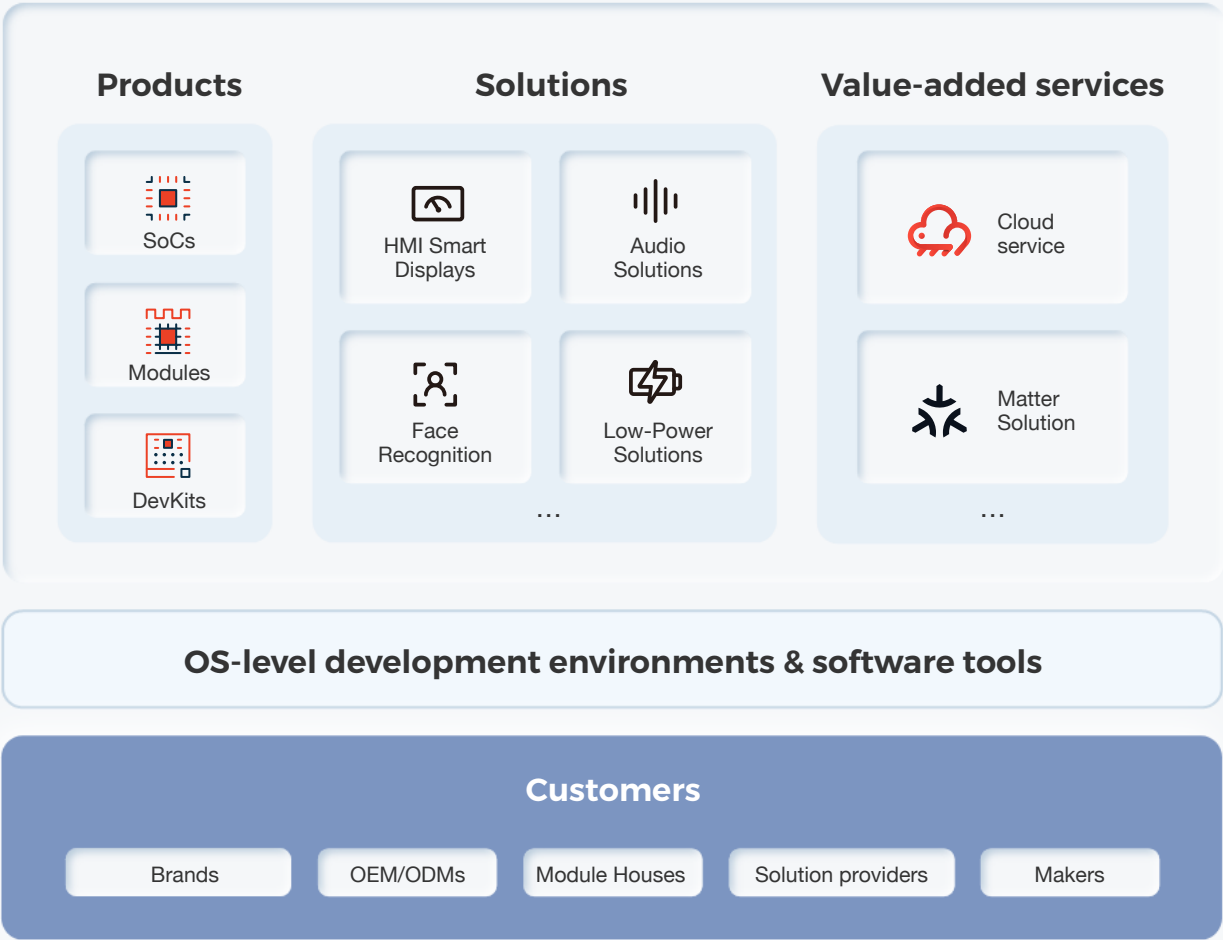 Products
SoCs
Modules
DevKits
Solutions
HMI Smart
Displays
Audio
Solutions
Face
Recognition
Low-Power
Solutions
...
Value-added services
Cloud
service
Matter
Solution
...
OS-level development environments & software tools
Customers
Brands
OEM/ODMs
Module Houses
Solution providers
Makers